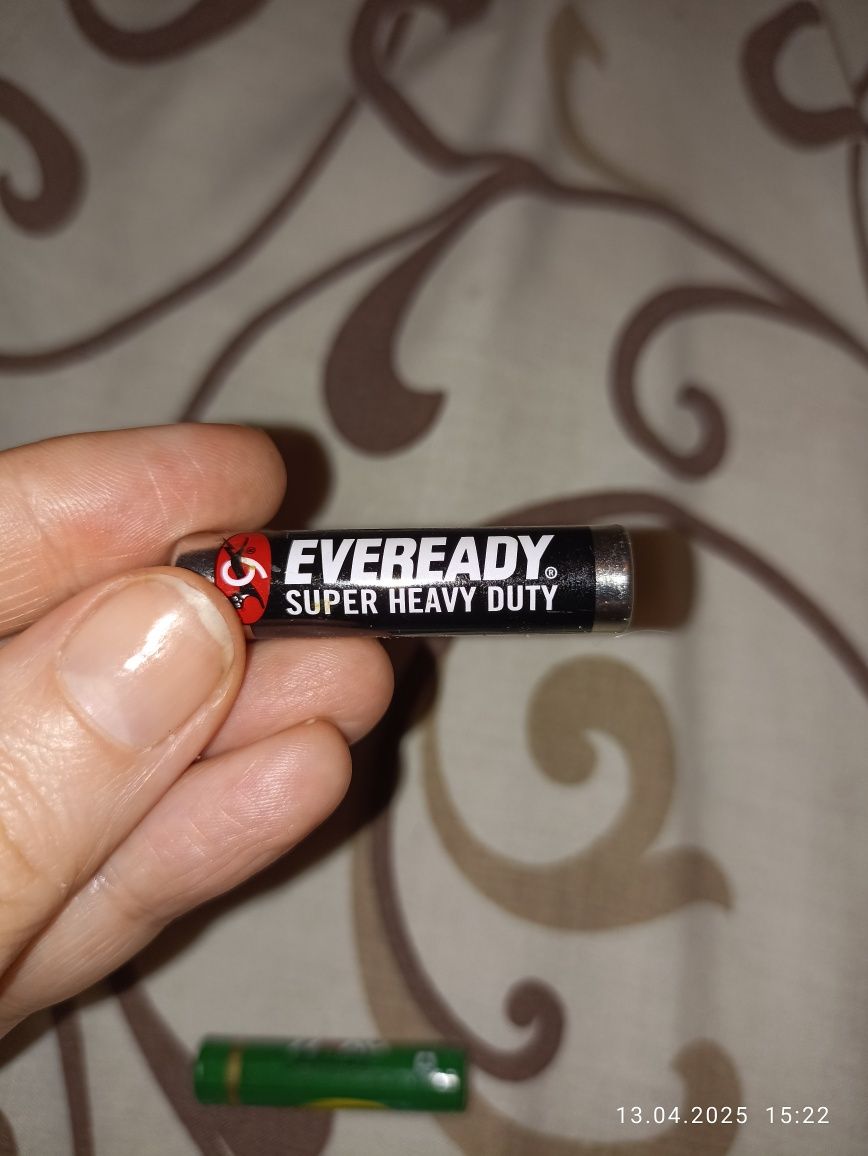 EVEREADY®
SUPER HEAVY DUTY
13.04.2025 15:22